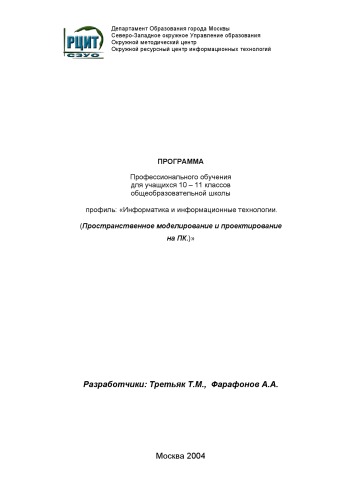 РЦИТ
СЗУО
Департамент Образования города Москвы
Северо-Западное окружное Управление образования
Окружной методический центр
Окружной ресурсный центр информационных технологий
ПРОГРАММА
Профессионального обучения
для учащихся 10 – 11 классов
общеобразовательной школы
профиль: «Информатика и информационные технологии.
(Пространственное моделирование и проектирование
на ПК.)»
Разработчики: Третьяк Т.М., Фарафонов А.А.
Москва 2004